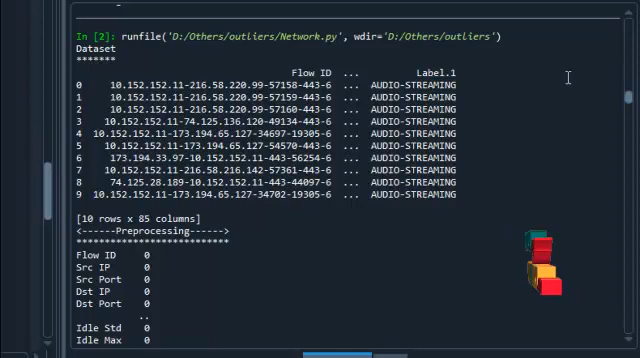 In [2]: runfile('D:/Others/outliers/Network.py', wdir='D:/Others/outliers')
Dataset
*******
Flow ID ... Label.1
0 10.152.152.11-216.58.220.99-57158-443-6 ... AUDIO-STREAMING
1 10.152.152.11-216.58.220.99-57159-443-6 ... AUDIO-STREAMING
2 10.152.152.11-216.58.220.99-57160-443-6 ... AUDIO-STREAMING
3 10.152.152.11-74.125.136.120-49134-443-6 ... AUDIO-STREAMING
4 10.152.152.11-173.194.65.127-34697-19305-6 ... AUDIO-STREAMING
5 10.152.152.11-173.194.65.127-54570-443-6 ... AUDIO-STREAMING
6 173.194.33.97-10.152.152.11-443-56254-6 ... AUDIO-STREAMING
7 10.152.152.11-216.58.216.142-57361-443-6 ... AUDIO-STREAMING
8 74.125.28.189-10.152.152.11-443-44097-6 ... AUDIO-STREAMING
9 10.152.152.11-173.194.65.127-34702-19305-6 ... AUDIO-STREAMING
[10 rows x 85 columns]
<------Preprocessing------>
***************************
Flow ID 0
Src IP 0
Src Port 0
Dst IP 0
Dst Port 0
..
Idle Std 0
Idle Max 0